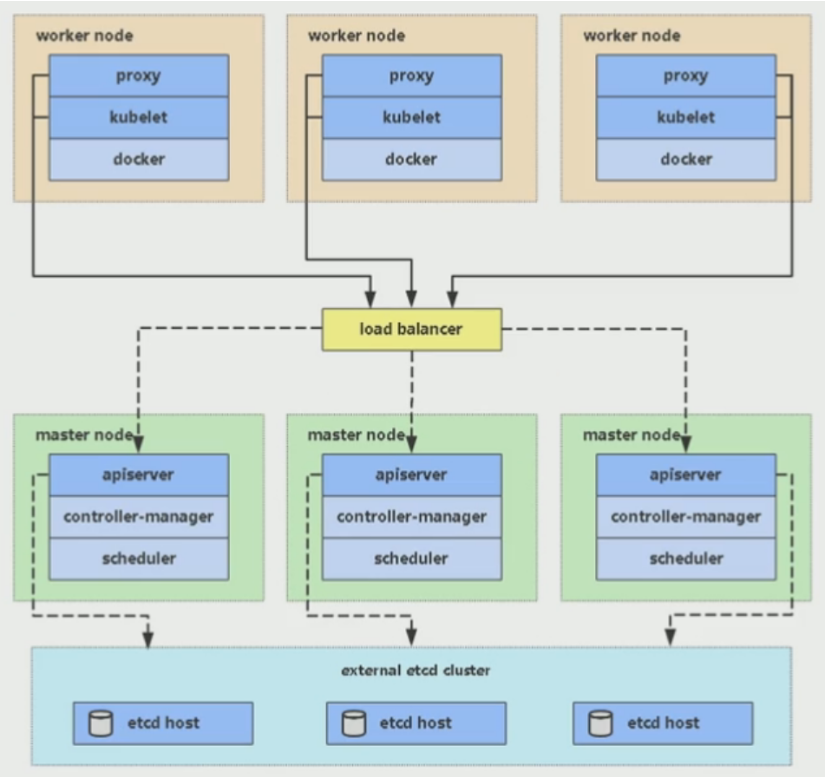 worker node
proxy
kubelet
docker
worker node
proxy
kubelet
docker
worker node
proxy
kubelet
docker
load balancer
master node
apiserver
controller-manager
scheduler
master node
apiserver
controller-manager
scheduler
master node
apiserver
controller-manager
scheduler
external etcd cluster
etcd host
etcd host
etcd host